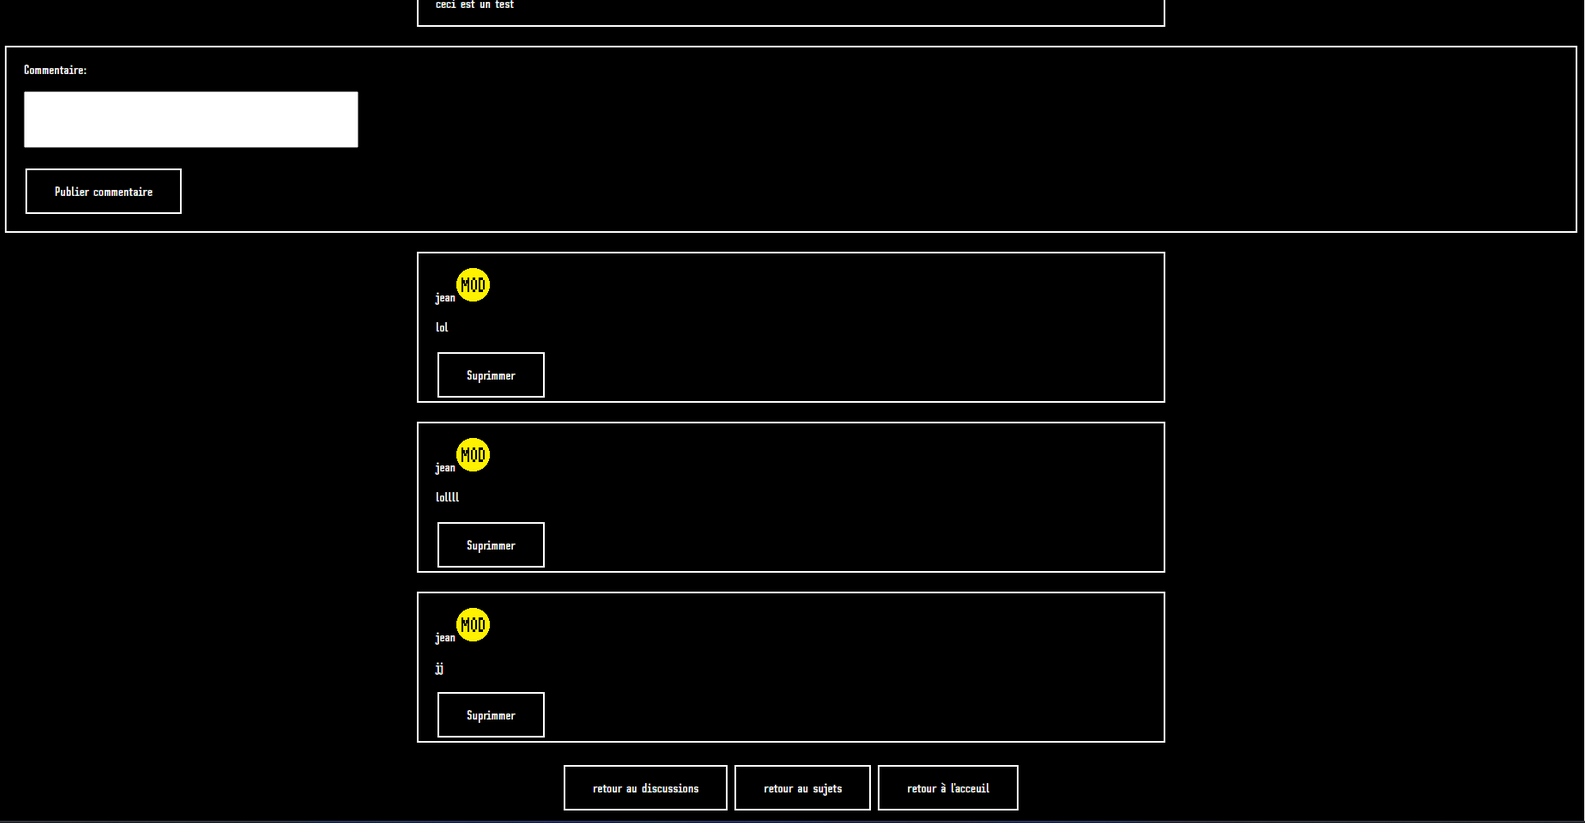 ceci est un test
Commentaire:
Publier commentaire
jean MOD
lol
Suprimmer
jean MOD
lollll
Suprimmer
jean MOD
jj
Suprimmer
retour au discussions retour au sujets retour à l'acceuil